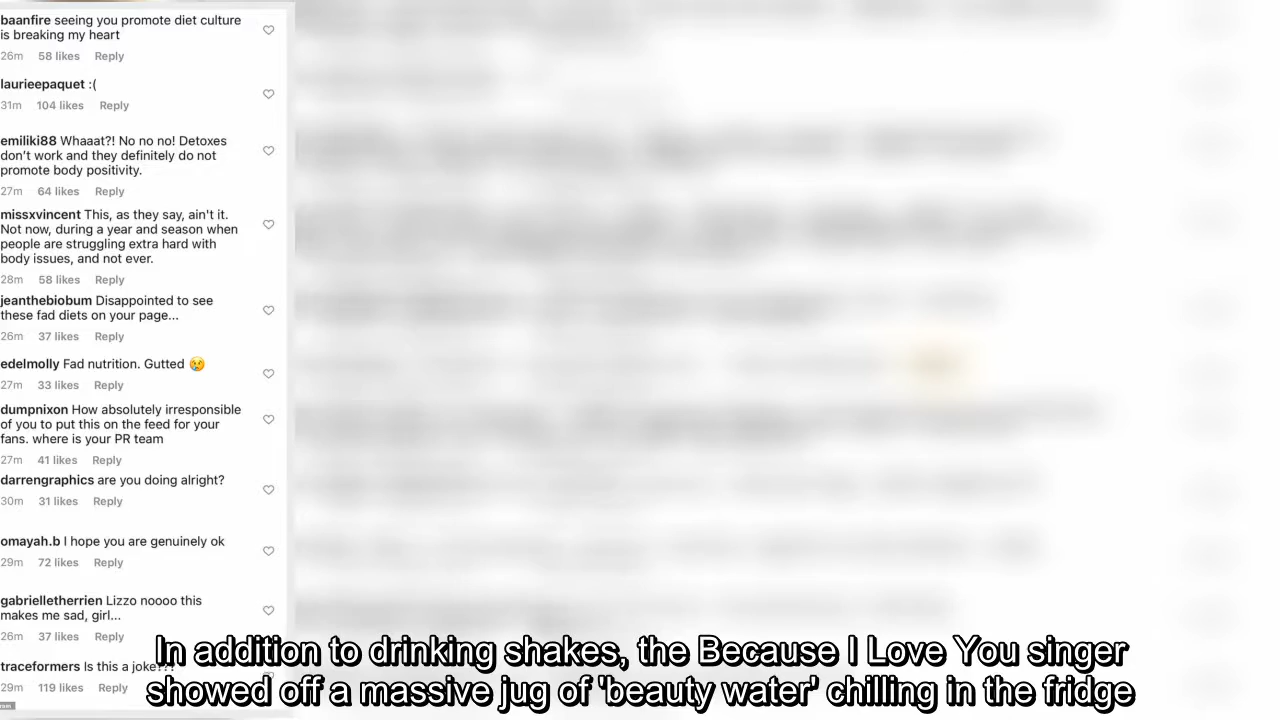 baanfire seeing you promote diet culture
is breaking my heart
26m 58 likes Reply
laurieepaquet :(
31m 104 likes Reply
emiliki88 Whaaat?! No no no! Detoxes
don't work and they definitely do not
promote body positivity.
27m 64 likes Reply
missxvincent This, as they say, ain't it.
Not now, during a year and season when
people are struggling extra hard with
body issues, and not ever.
28m 58 likes Reply
jeanthebiobum Disappointed to see
these fad diets on your page...
26m 37 likes Reply
edelmolly Fad nutrition. Gutted 😢
27m 33 likes Reply
dumpnixon How absolutely irresponsible
of you to put this on the feed for your
fans. where is your PR team
27m 41 likes Reply
darrengraphics are you doing alright?
30m 31 likes Reply
omayah.b I hope you are genuinely ok
29m 72 likes Reply
gabrielletherrien Lizzo noooo this
makes me sad, girl...
26m 37 likes Reply
traceformers Is this a joke???
29m 119 likes Reply
In addition to drinking shakes, the Because I Love You singer
showed off a massive jug of 'beauty water' chilling in the fridge